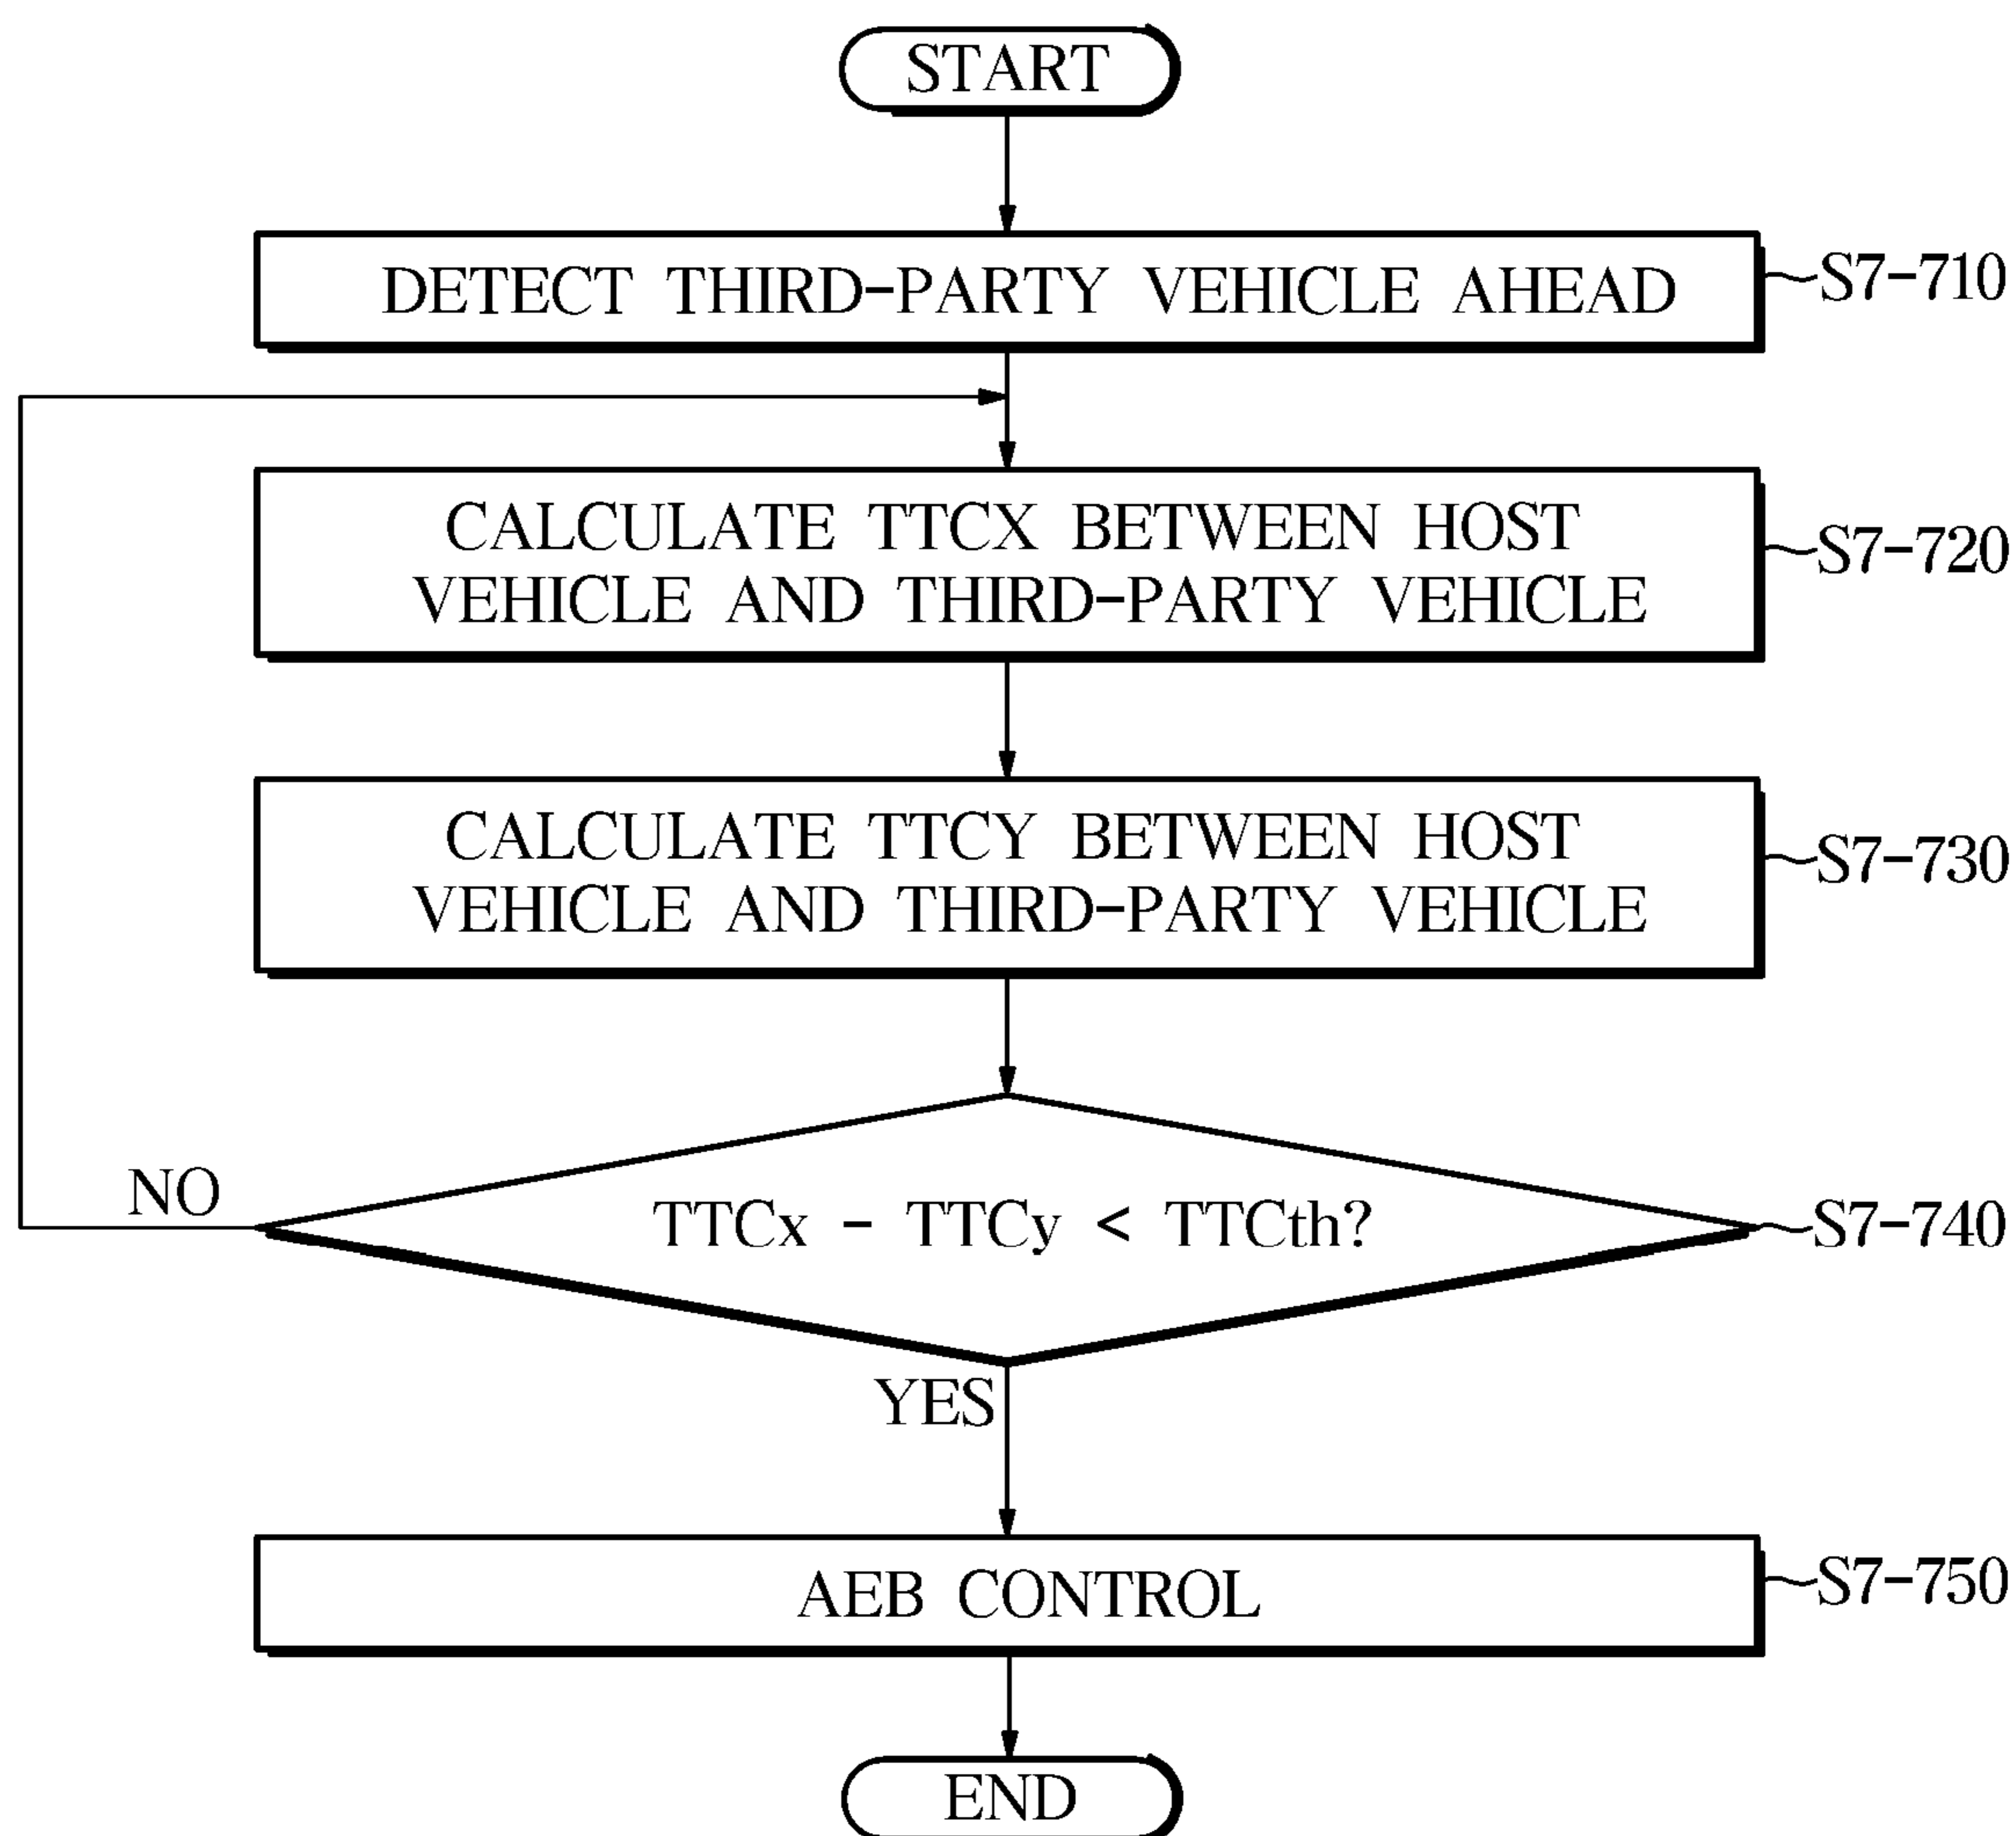 START
DETECT THIRD-PARTY VEHICLE AHEAD
S7-710
CALCULATE TTCX BETWEEN HOST
VEHICLE AND THIRD-PARTY VEHICLE
S7-720
CALCULATE TTCY BETWEEN HOST
VEHICLE AND THIRD-PARTY VEHICLE
S7-730
NO
TTCx - TTCy < TTCth?
S7-740
YES
AEB CONTROL
S7-750
END